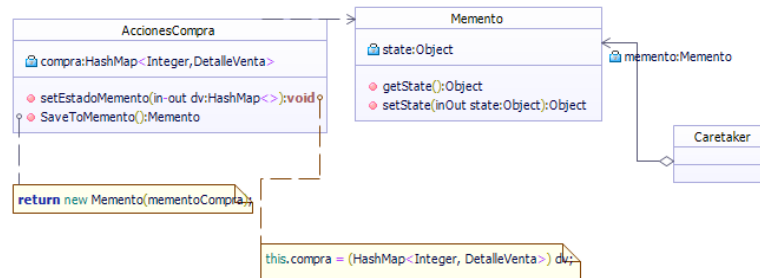 AccionesCompra
compra:HashMap<Integer,DetalleVenta>
setEstadoMemento(in-out dv:HashMap<>):void
SaveToMemento():Memento
Memento
state:Object
getState():Object
setState(inOut state:Object):Object
memento:Memento
Caretaker
return new Memento(mementoCompra);
this.compra = (HashMap<Integer, DetalleVenta>) dv;